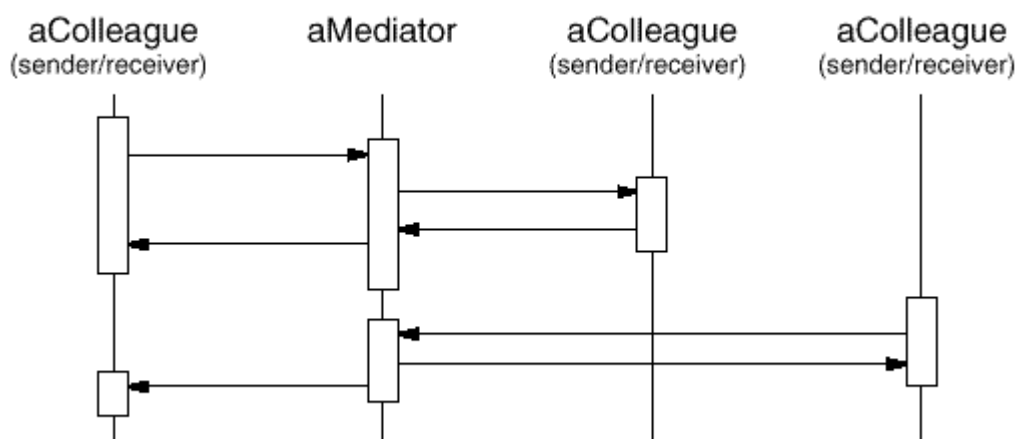 aColleague
(sender/receiver)
aMediator
aColleague
(sender/receiver)
aColleague
(sender/receiver)